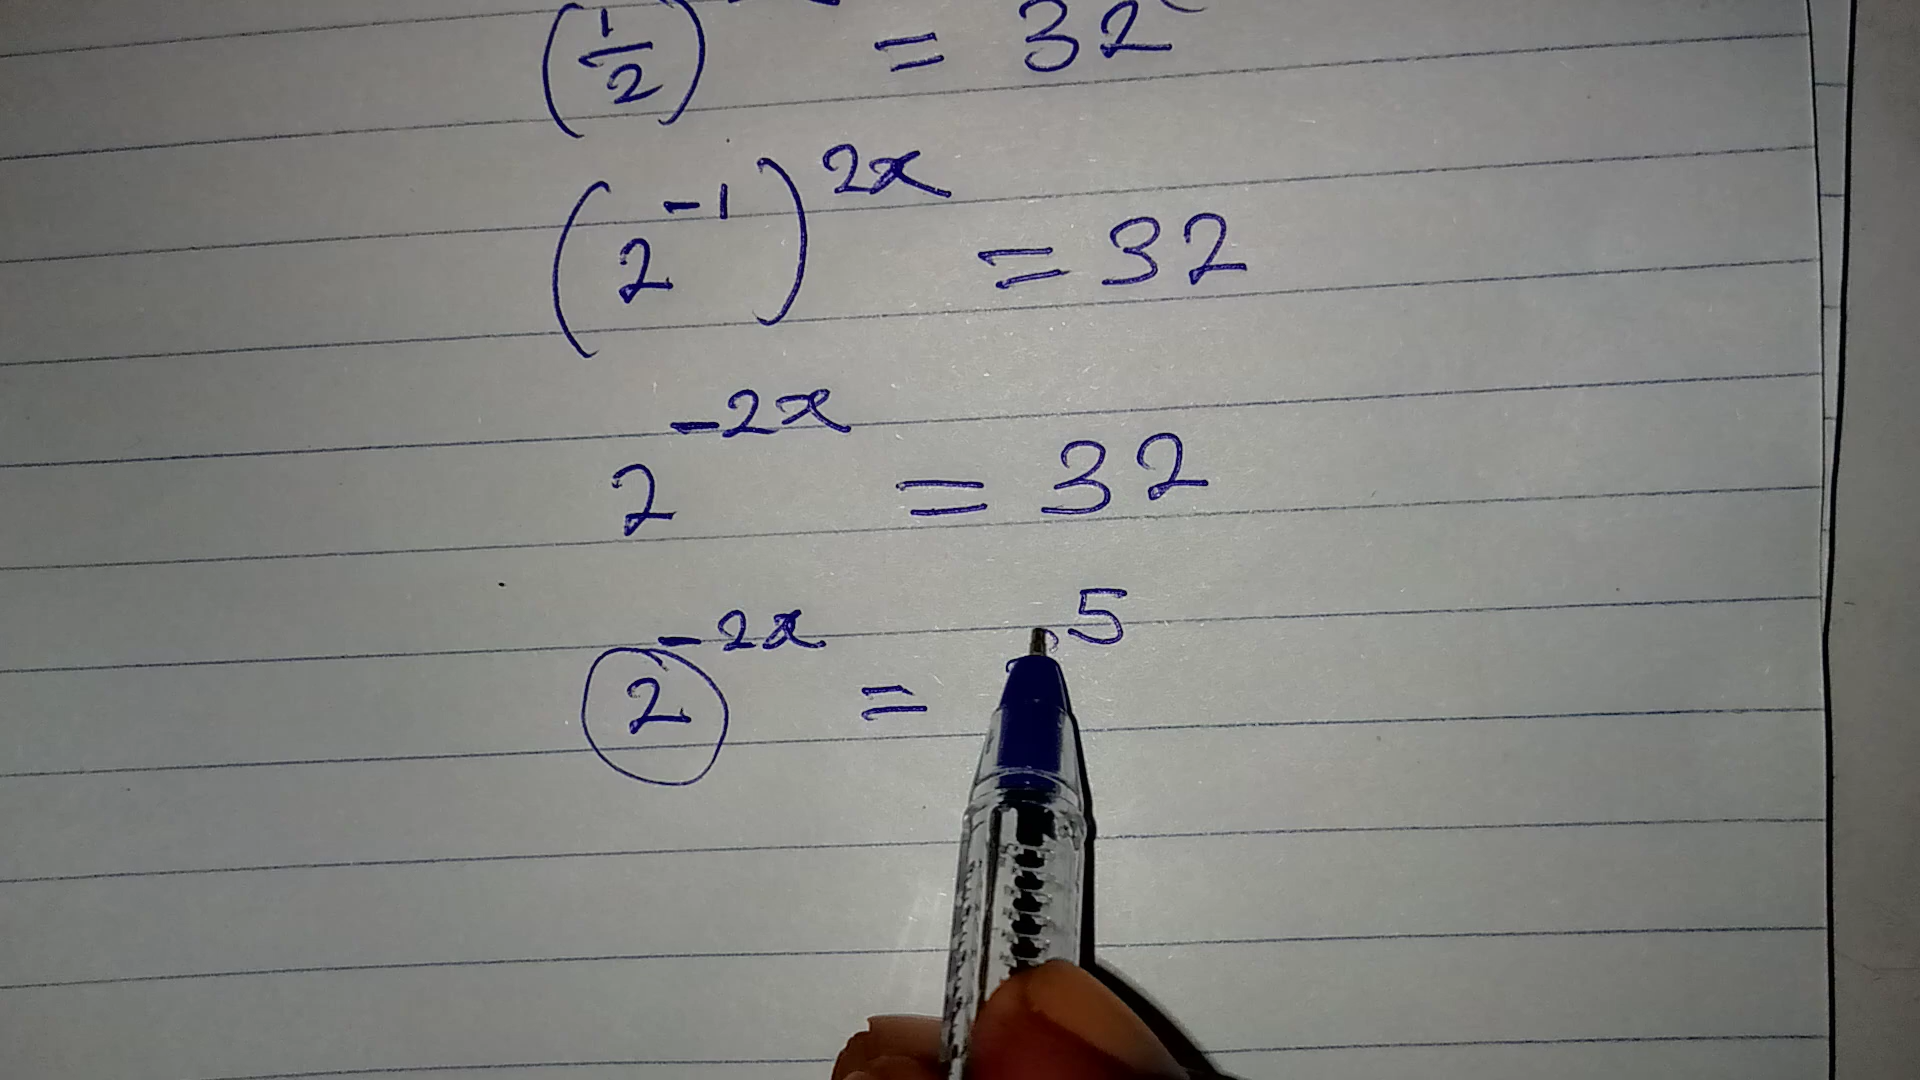 (1/2) = 32
(2^-1)^2x = 32
2^-2x = 32
2^-2x = ^5